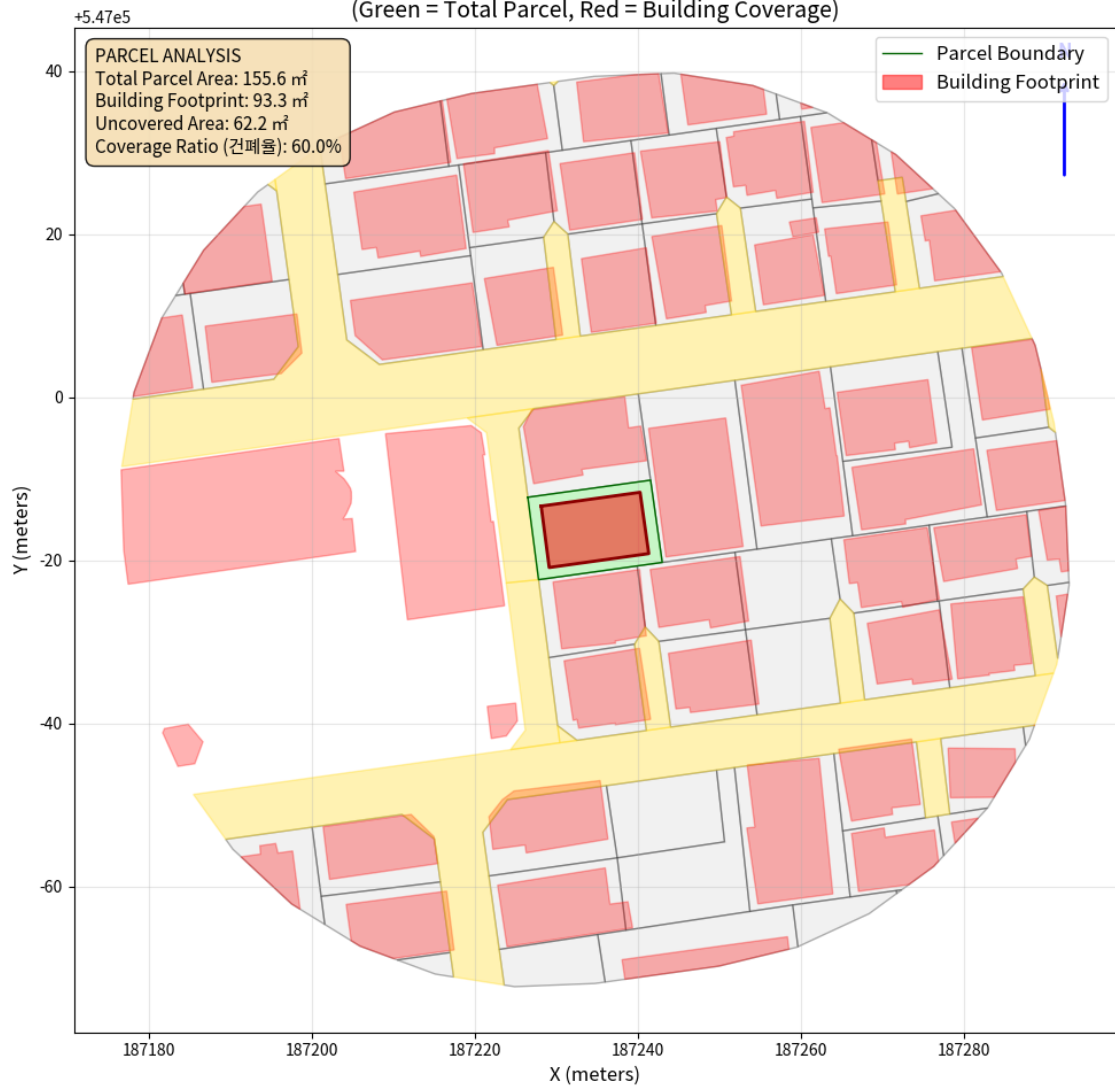 (Green = Total Parcel, Red = Building Coverage)
+5.47e5
PARCEL ANALYSIS
Total Parcel Area: 155.6 ㎡
Building Footprint: 93.3 ㎡
Uncovered Area: 62.2 ㎡
Coverage Ratio (건폐율): 60.0%
Parcel Boundary
Building Footprint
N
40
20
0
-20
-40
-60
Y (meters)
187180
187200
187220
187240
187260
187280
X (meters)